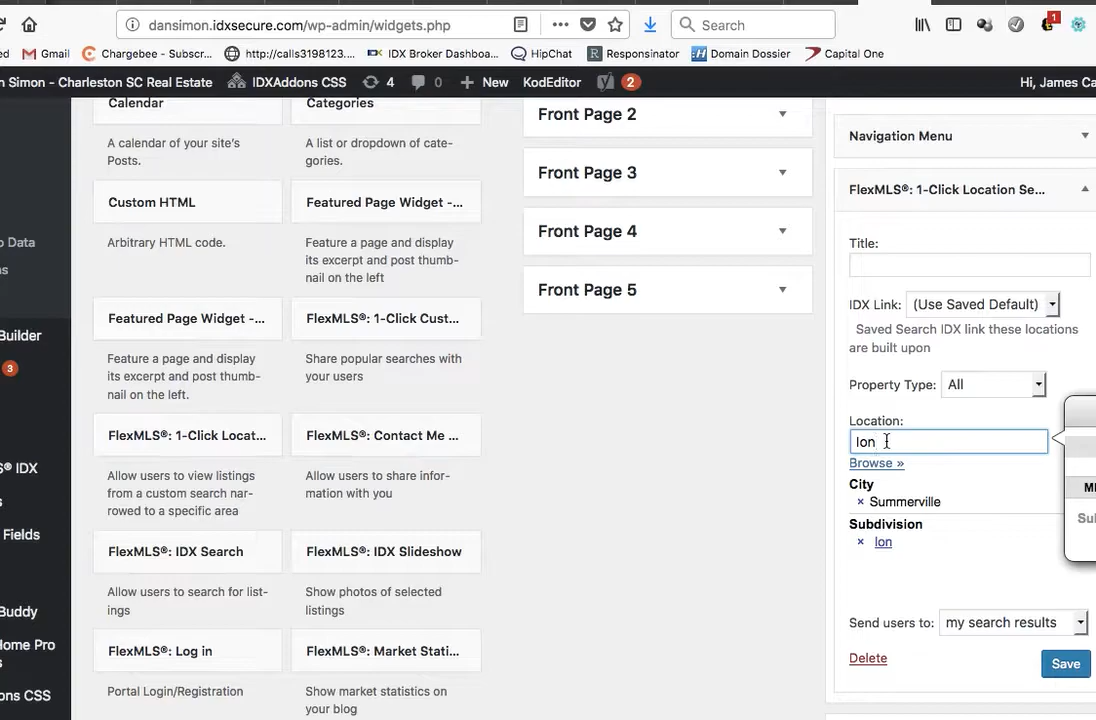 dansimon.idxsecure.com/wp-admin/widgets.php
Search
1
Gmail
Chargebee - Subscr...
http://calls3198123....
IDX Broker Dashboa...
HipChat
Responsinator
Domain Dossier
Capital One
n Simon - Charleston SC Real Estate
IDXAddons CSS
4
0
New
KodEditor
2
Hi, James Ca
Calendar
Categories
A calendar of your site's
Posts.
A list or dropdown of cate-
gories.
Custom HTML
Featured Page Widget -...
Arbitrary HTML code.
Feature a page and display
its excerpt and post thumb-
nail on the left
Featured Page Widget -...
FlexMLS®: 1-Click Cust...
Feature a page and display
its excerpt and post thumb-
nail on the left.
Share popular searches with
your users
FlexMLS®: 1-Click Locat...
FlexMLS®: Contact Me ...
Allow users to view listings
from a custom search nar-
rowed to a specific area
Allow users to share infor-
mation with you
FlexMLS®: IDX Search
FlexMLS®: IDX Slideshow
Allow users to search for list-
ings
Show photos of selected
listings
FlexMLS®: Log in
FlexMLS®: Market Stati...
Portal Login/Registration
Show market statistics on
your blog
o Data
ns
Builder
3
S® IDX
s
Fields
Buddy
Home Pro
s
ons CSS
Front Page 2
Front Page 3
Front Page 4
Front Page 5
Navigation Menu
FlexMLS®: 1-Click Location Se...
Title:
IDX Link: (Use Saved Default)
Saved Search IDX link these locations
are built upon
Property Type: All
Location:
lon
Browse »
City
× Summerville
Subdivision
× lon
Send users to: my search results
Delete
Save
Ml
Sul